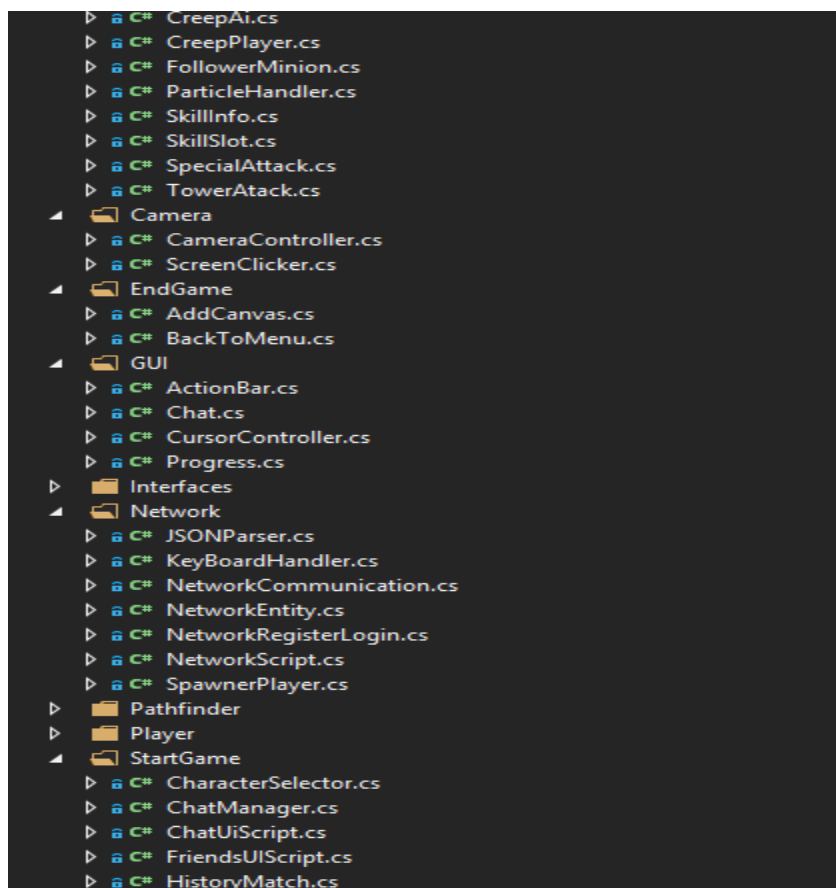 C# CreepAi.cs
C# CreepPlayer.cs
C# FollowerMinion.cs
C# ParticleHandler.cs
C# SkillInfo.cs
C# SkillSlot.cs
C# SpecialAttack.cs
C# TowerAtack.cs
Camera
C# CameraController.cs
C# ScreenClicker.cs
EndGame
C# AddCanvas.cs
C# BackToMenu.cs
GUI
C# ActionBar.cs
C# Chat.cs
C# CursorController.cs
C# Progress.cs
Interfaces
Network
C# JSONParser.cs
C# KeyBoardHandler.cs
C# NetworkCommunication.cs
C# NetworkEntity.cs
C# NetworkRegisterLogin.cs
C# NetworkScript.cs
C# SpawnerPlayer.cs
Pathfinder
Player
StartGame
C# CharacterSelector.cs
C# ChatManager.cs
C# ChatUiScript.cs
C# FriendsUIScript.cs
C# HistoryMatch.cs